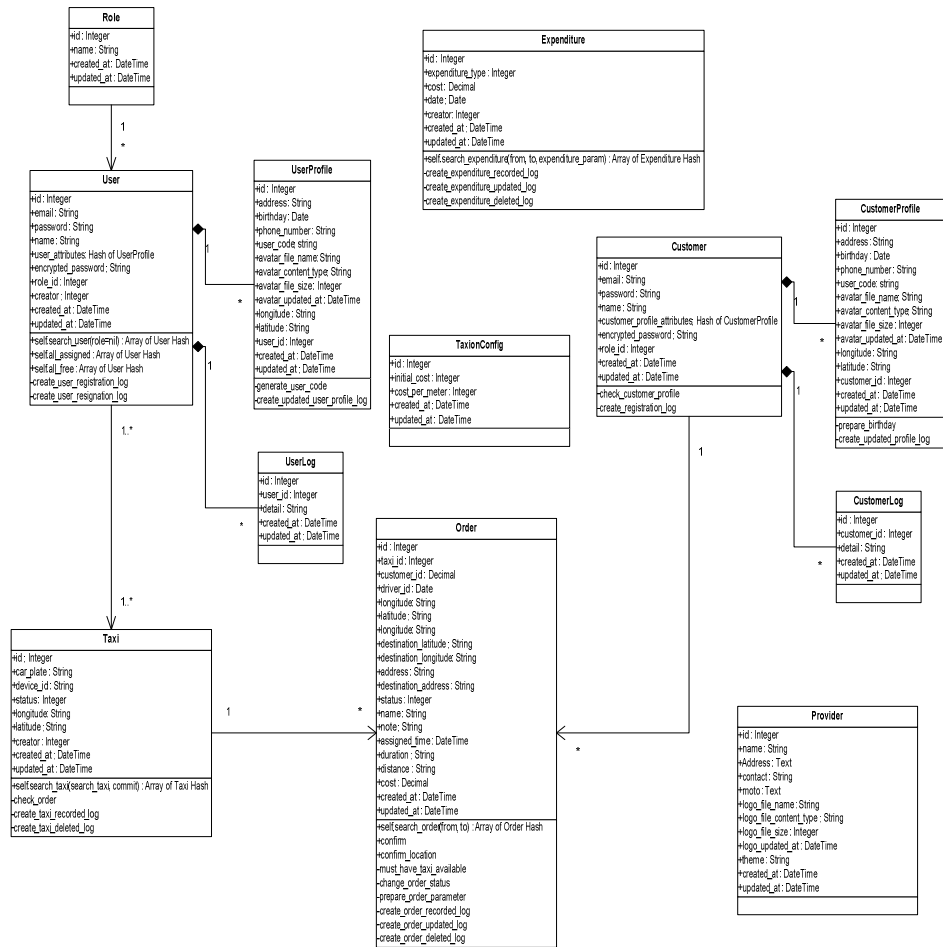 Role
+id : Integer
+name : String
+created_at : DateTime
+updated_at : DateTime
1
*
User
+id : Integer
+email : String
+password : String
+name : String
+user_attributes: Hash of UserProfile
+encrypted_password : String
+role_id : Integer
+creator : Integer
+created_at : DateTime
+updated_at : DateTime
+self.search_user(role=nil) : Array of User Hash
+self.all_assigned : Array of User Hash
+self.all_free : Array of User Hash
-create_user_registration_log
-create_user_resignation_log
1
*
1
*
1..*
1..*
UserProfile
+id : Integer
+address : String
+birthday : Date
+phone_number : String
+user_code string
+avatar_file_name : String
+avatar_content_type : String
+avatar_file_size : Integer
+avatar_updated_at : DateTime
+longitude : String
+latitude : String
+user_id : Integer
+created_at : DateTime
+updated_at : DateTime
-generate_user_code
-create_updated_user_profile_log
UserLog
+id : Integer
+user_id : Integer
+detail : String
+created_at : DateTime
+updated_at : DateTime
Expenditure
+id : Integer
+expenditure_type : Integer
+cost : Decimal
+date : Date
+creator: Integer
+created_at : DateTime
+updated_at : DateTime
+self.search_expenditure(from, to, expenditure_param) : Array of Expenditure Hash
-create_expenditure_recorded_log
-create_expenditure_updated_log
-create_expenditure_deleted_log
TaxionConfig
+id : Integer
+initial_cost : Integer
+cost_per_meter : Integer
+created_at : DateTime
+updated_at : DateTime
Customer
+id : Integer
+email : String
+password : String
+name : String
+customer_profile_attributes : Hash of CustomerProfile
+encrypted_password : String
+role_id : Integer
+created_at : DateTime
+updated_at : DateTime
-check_customer_profile
-create_registration_log
1
*
1
*
1
*
CustomerProfile
+id : Integer
+address : String
+birthday : Date
+phone_number : String
+user_code : string
+avatar_file_name : String
+avatar_content_type : String
+avatar_file_size : Integer
+avatar_updated_at : DateTime
+longitude : String
+latitude : String
+customer_id : Integer
+created_at : DateTime
+updated_at : DateTime
-prepare_birthday
-create_updated_profile_log
CustomerLog
+id : Integer
+customer_id : Integer
+detail : String
+created_at : DateTime
+updated_at : DateTime
Taxi
+id : Integer
+car_plate : String
+device_id : String
+status : Integer
+longitude : String
+latitude : String
+creator : Integer
+created_at : DateTime
+updated_at : DateTime
+self.search_taxi(search_taxi, commit) : Array of Taxi Hash
-check_order
-create_taxi_recorded_log
-create_taxi_deleted_log
1
*
Order
+id : Integer
+taxi_id : Integer
+customer_id : Decimal
+driver_id : Date
+longitude : String
+latitude : String
+longitude : String
+destination_latitude : String
+destination_longitude : String
+address : String
+destination_address : String
+status : Integer
+name : String
+note : String
+assigned_time : DateTime
+duration : String
+distance : String
+cost : Decimal
+created_at : DateTime
+updated_at : DateTime
+self.search_order(from, to) : Array of Order Hash
+confirm
+confirm_location
-must_have_taxi_available
-change_order_status
-prepare_order_parameter
-create_order_recorded_log
-create_order_updated_log
-create_order_deleted_log
Provider
+id : Integer
+name : String
+Address : Text
+contact : String
+moto : Text
+logo_file_name : String
+logo_file_content_type : String
+logo_file_size : Integer
+logo_updated_at : DateTime
+theme : String
+created_at : DateTime
+updated_at : DateTime